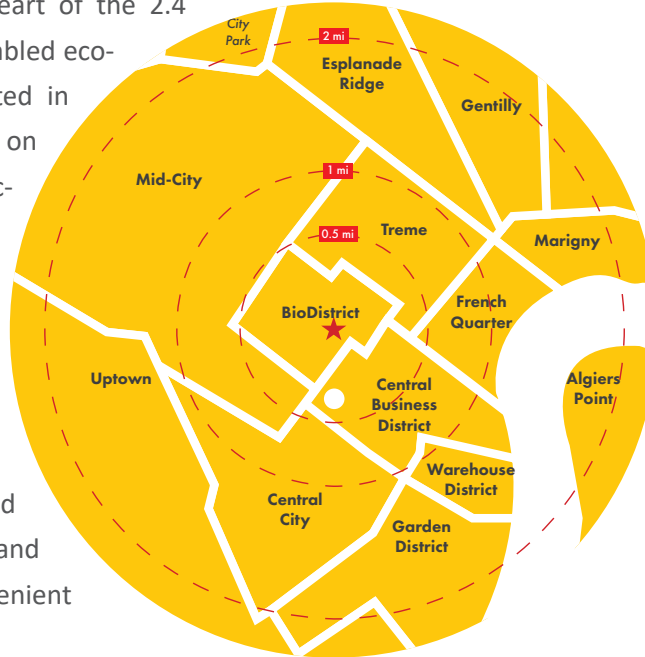 eart of the 2.4
bled eco-
ted in
on
c-
d
and
enient
City
Park
2 mi
Esplanade
Ridge
Gentilly
Mid-City
1 mi
Treme
0.5 mi
Marigny
BioDistrict
French
Quarter
Uptown
Central
Business
District
Algiers
Point
Warehouse
District
Central
City
Garden
District